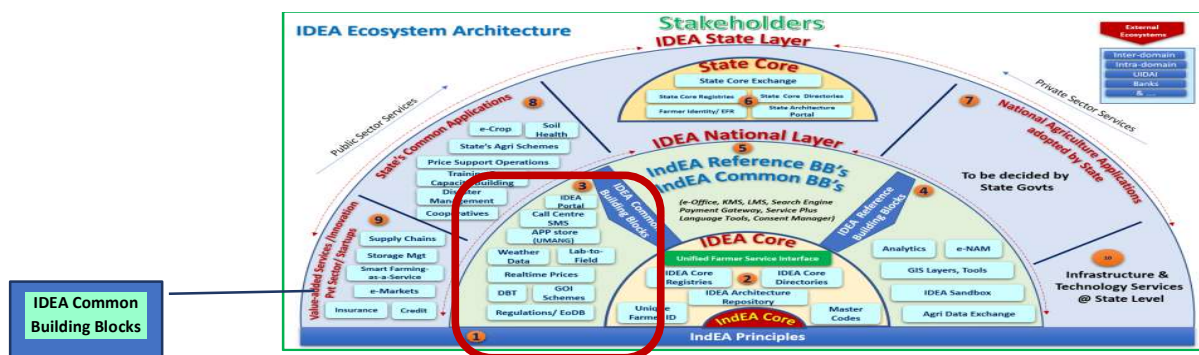 IDEA Ecosystem Architecture
Stakeholders
IDEA State Layer
External
Ecosystems
Inter-domain
Intra-domain
UIDAI
Banks
& ....
State Core
State Core Exchange
State Core Registries
State Core Directories
6
Farmer Identity/ EFR
State Architecture
Portal
Public Sector Services
Private Sector Services
8
State's Common Applications
e-Crop
Soil
Health
State's Agri Schemes
Price Support Operations
Training
Capacity Building
Disaster
Management
Cooperatives
7
National Agriculture Applications
adopted by State
To be decided by
State Govts
IDEA National Layer
5
IndEA Reference BB's
IndEA Common BB's
(e-Office, KMS, LMS, Search Engine
Payment Gateway, Service Plus
Language Tools, Consent Manager)
3
IDEA Common
Building Blocks
IDEA
Portal
Call Centre
SMS
APP store
(UMANG)
Weather
Data
Lab-to-
Field
Realtime Prices
DBT
GOI
Schemes
Regulations/ EoDB
4
IDEA Reference
Building Blocks
Analytics
e-NAM
GIS Layers, Tools
IDEA Sandbox
Agri Data Exchange
9
Value-added Services /Innovation
Pvt Sector/ Startups
Supply Chains
Storage Mgt
Smart Farming-
as-a-Service
e-Markets
Insurance
Credit
10
Infrastructure &
Technology Services
@ State Level
IDEA Core
Unified Farmer Service Interface
IDEA Core
Registries
2
IDEA Core
Directories
IDEA Architecture
Repository
Unique
Farmer ID
Master
Codes
IndEA Core
1
IndEA Principles
IDEA Common
Building Blocks